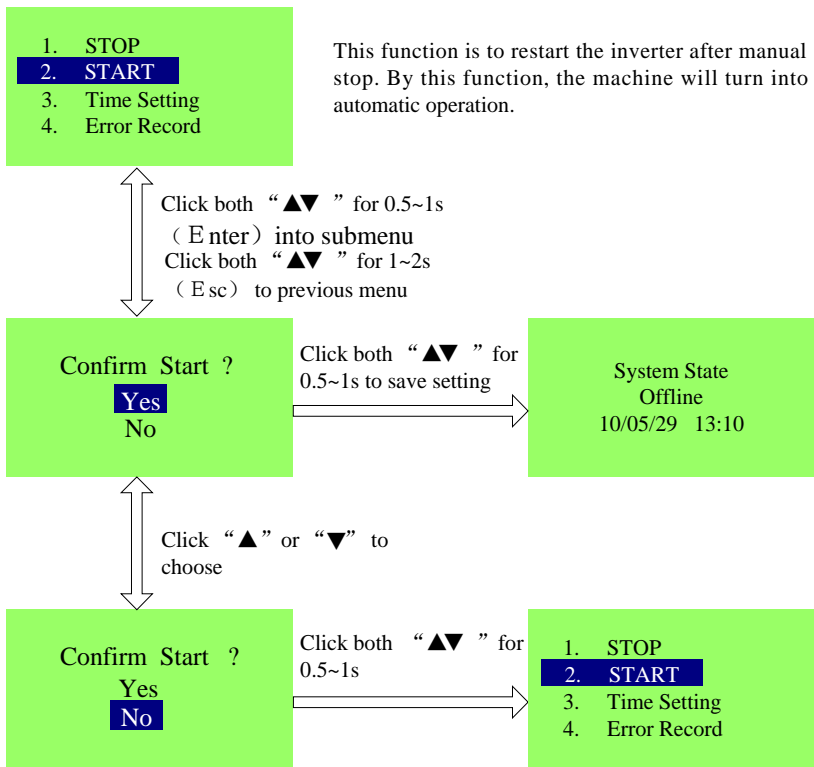 1. STOP
2. START
3. Time Setting
4. Error Record
This function is to restart the inverter after manual
stop. By this function, the machine will turn into
automatic operation.
Click both “▲▼ ” for 0.5~1s
（Ｅnter）into submenu
Click both “▲▼ ” for 1~2s
（Ｅsc） to previous menu
Confirm Start ?
Yes
No
Click both “▲▼ ” for
0.5~1s to save setting
System State
Offline
10/05/29 13:10
Click “▲” or “▼” to
choose
Confirm Start ?
Yes
No
Click both “▲▼ ” for
0.5~1s
1. STOP
2. START
3. Time Setting
4. Error Record